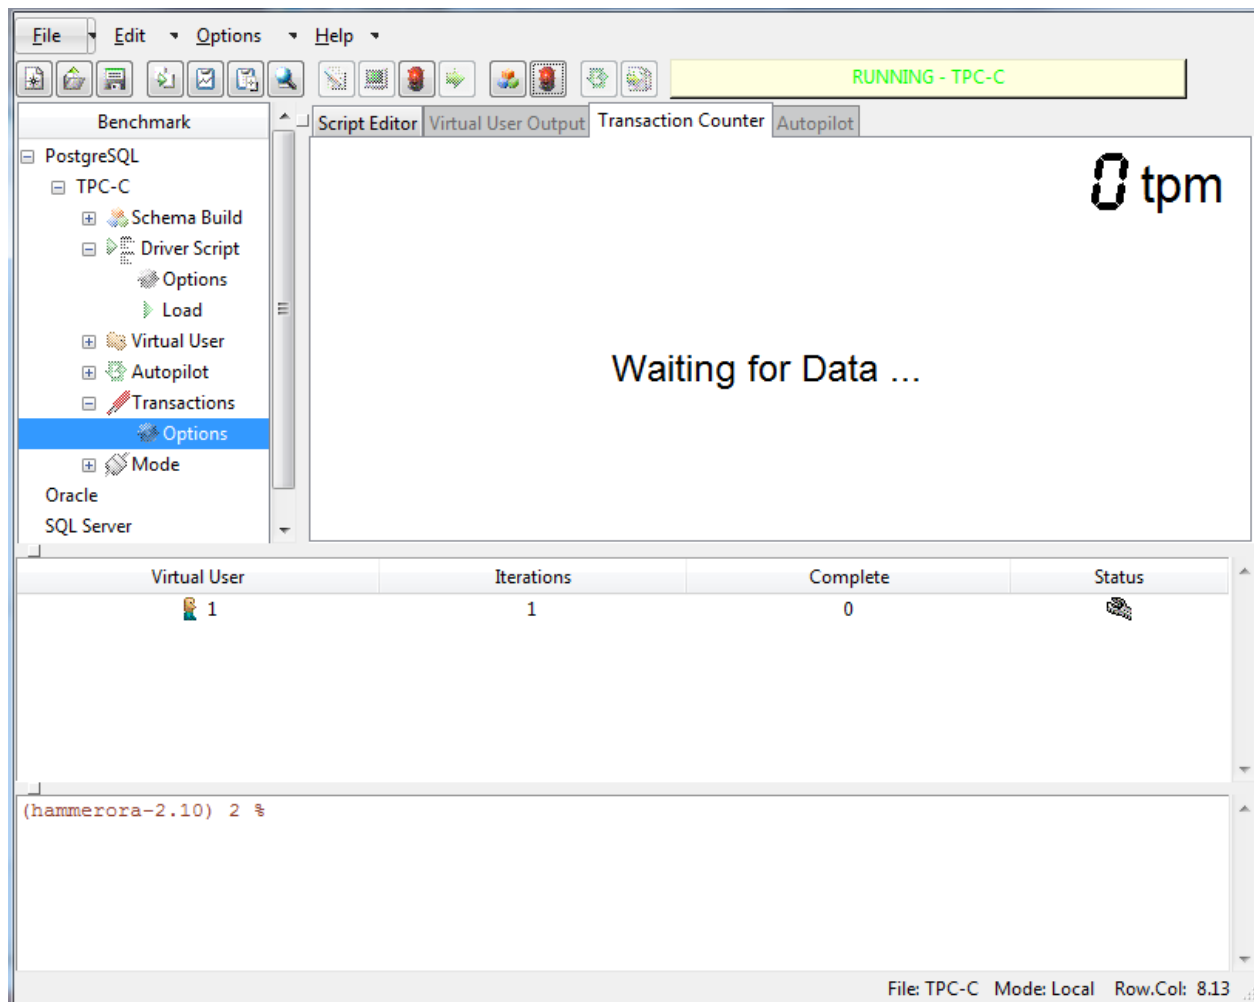 File Edit Options Help
RUNNING - TPC-C
Benchmark
Script Editor Virtual User Output Transaction Counter Autopilot
PostgreSQL
TPC-C
Schema Build
Driver Script
Options
Load
Virtual User
Autopilot
Transactions
Options
Mode
Oracle
SQL Server
0 tpm
Waiting for Data ...
Virtual User Iterations Complete Status
1 1 0
(hammerora-2.10) 2 %
File: TPC-C Mode: Local Row.Col: 8.13